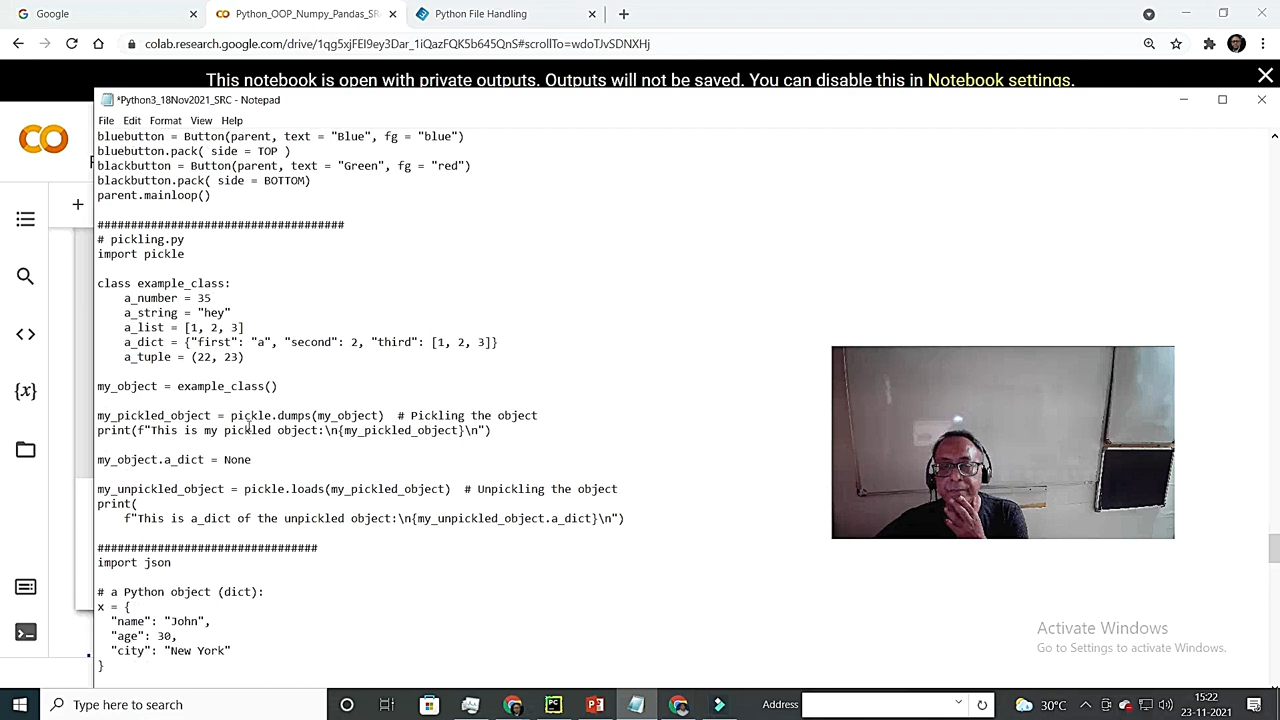 Google
Python_OOP_Numpy_Pandas_SR
Python File Handling
colab.research.google.com/drive/1qg5xjFEI9ey3Dar_1iQazFQK5b645QnS#scrollTo=wdoTJvSDNXHj
This notebook is open with private outputs. Outputs will not be saved. You can disable this in Notebook settings.
*Python3_18Nov2021_SRC - Notepad
File Edit Format View Help
bluebutton = Button(parent, text = "Blue", fg = "blue")
bluebutton.pack( side = TOP )
blackbutton = Button(parent, text = "Green", fg = "red")
blackbutton.pack( side = BOTTOM)
parent.mainloop()
#####################################
# pickling.py
import pickle
class example_class:
a_number = 35
a_string = "hey"
a_list = [1, 2, 3]
a_dict = {"first": "a", "second": 2, "third": [1, 2, 3]}
a_tuple = (22, 23)
my_object = example_class()
my_pickled_object = pickle.dumps(my_object)  # Pickling the object
print(f"This is my pickled object:\n{my_pickled_object}\n")
my_object.a_dict = None
my_unpickled_object = pickle.loads(my_pickled_object)  # Unpickling the object
print(
f"This is a_dict of the unpickled object:\n{my_unpickled_object.a_dict}\n")
#################################
import json
# a Python object (dict):
x = {
"name": "John",
"age": 30,
"city": "New York"
}
Activate Windows
Go to Settings to activate Windows.
Type here to search
Address
30°C
15:22
23-11-2021